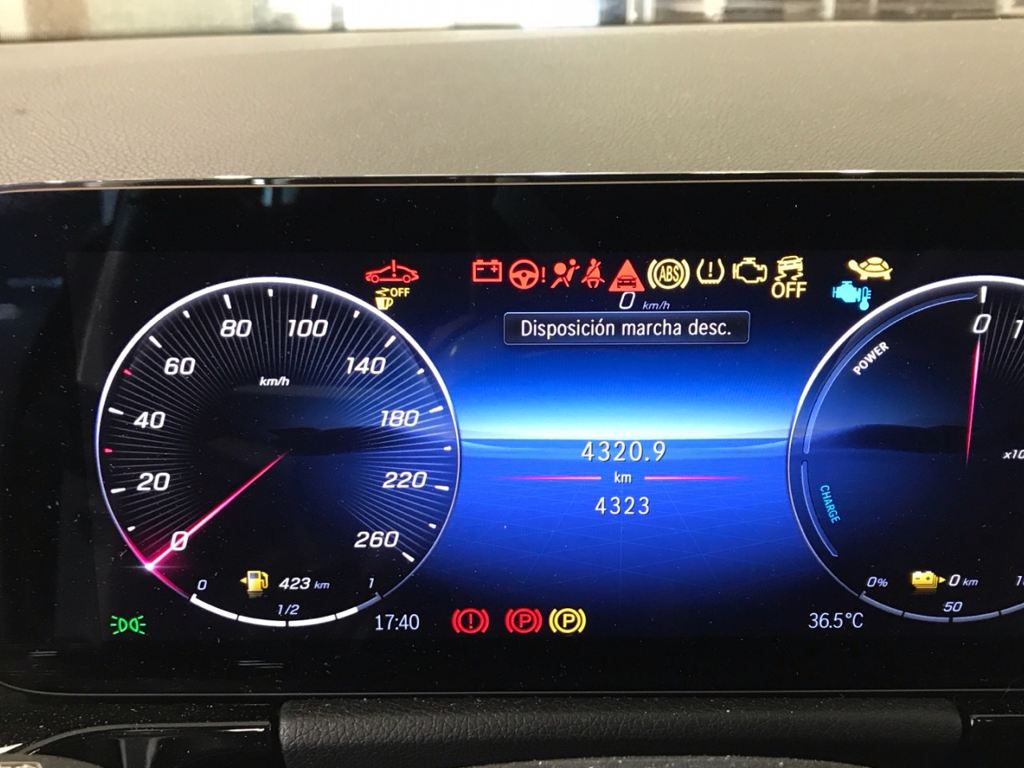 OFF
ABS
OFF
0 km/h
Disposición marcha desc.
80 100
60 140
km/h
40 180
20 220
0 260
0 423 km 1
1/2
17:40
4320.9
km
4323
P P
0 1
POWER
CHARGE
0% 0 km
50
36.5°C